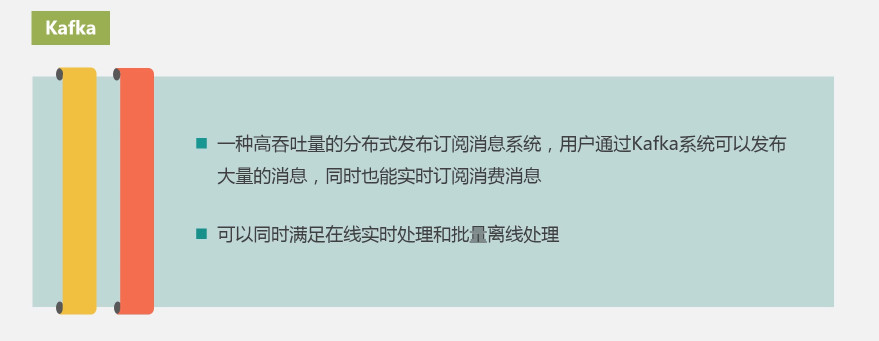 Kafka
一种高吞吐量的分布式发布订阅消息系统，用户通过Kafka系统可以发布
大量的消息，同时也能实时订阅消费消息
可以同时满足在线实时处理和批量离线处理